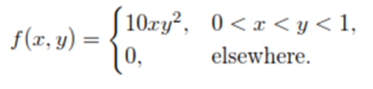 f(x, y) = { 10xy², 0 < x < y < 1,
0, elsewhere.